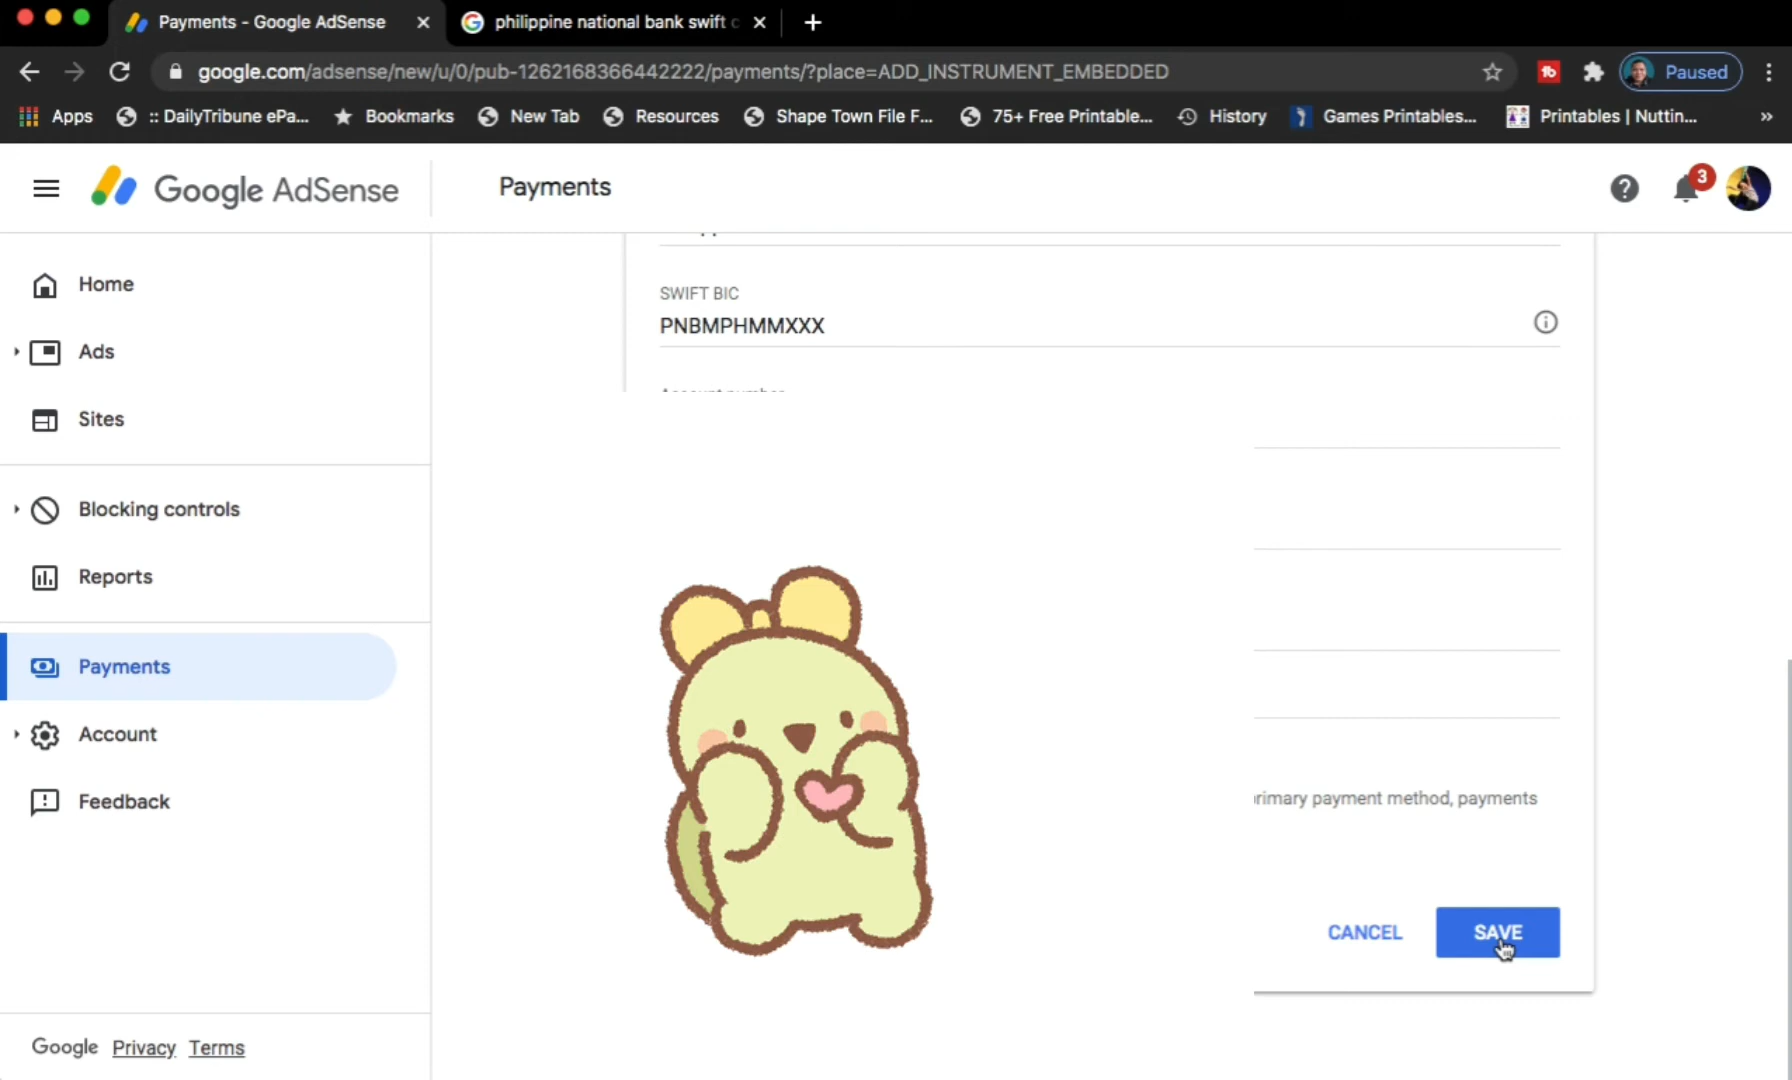 Payments - Google AdSense
philippine national bank swift c
google.com/adsense/new/u/0/pub-1262168366442222/payments/?place=ADD_INSTRUMENT_EMBEDDED
Paused
Apps
:: DailyTribune ePa...
Bookmarks
New Tab
Resources
Shape Town File F...
75+ Free Printable...
History
Games Printables...
Printables | Nuttin...
»
Google AdSense
Payments
3
Home
Ads
Sites
Blocking controls
Reports
Payments
Account
Feedback
SWIFT BIC
PNBMPHMMXXX
primary payment method, payments
CANCEL
SAVE
Google Privacy Terms